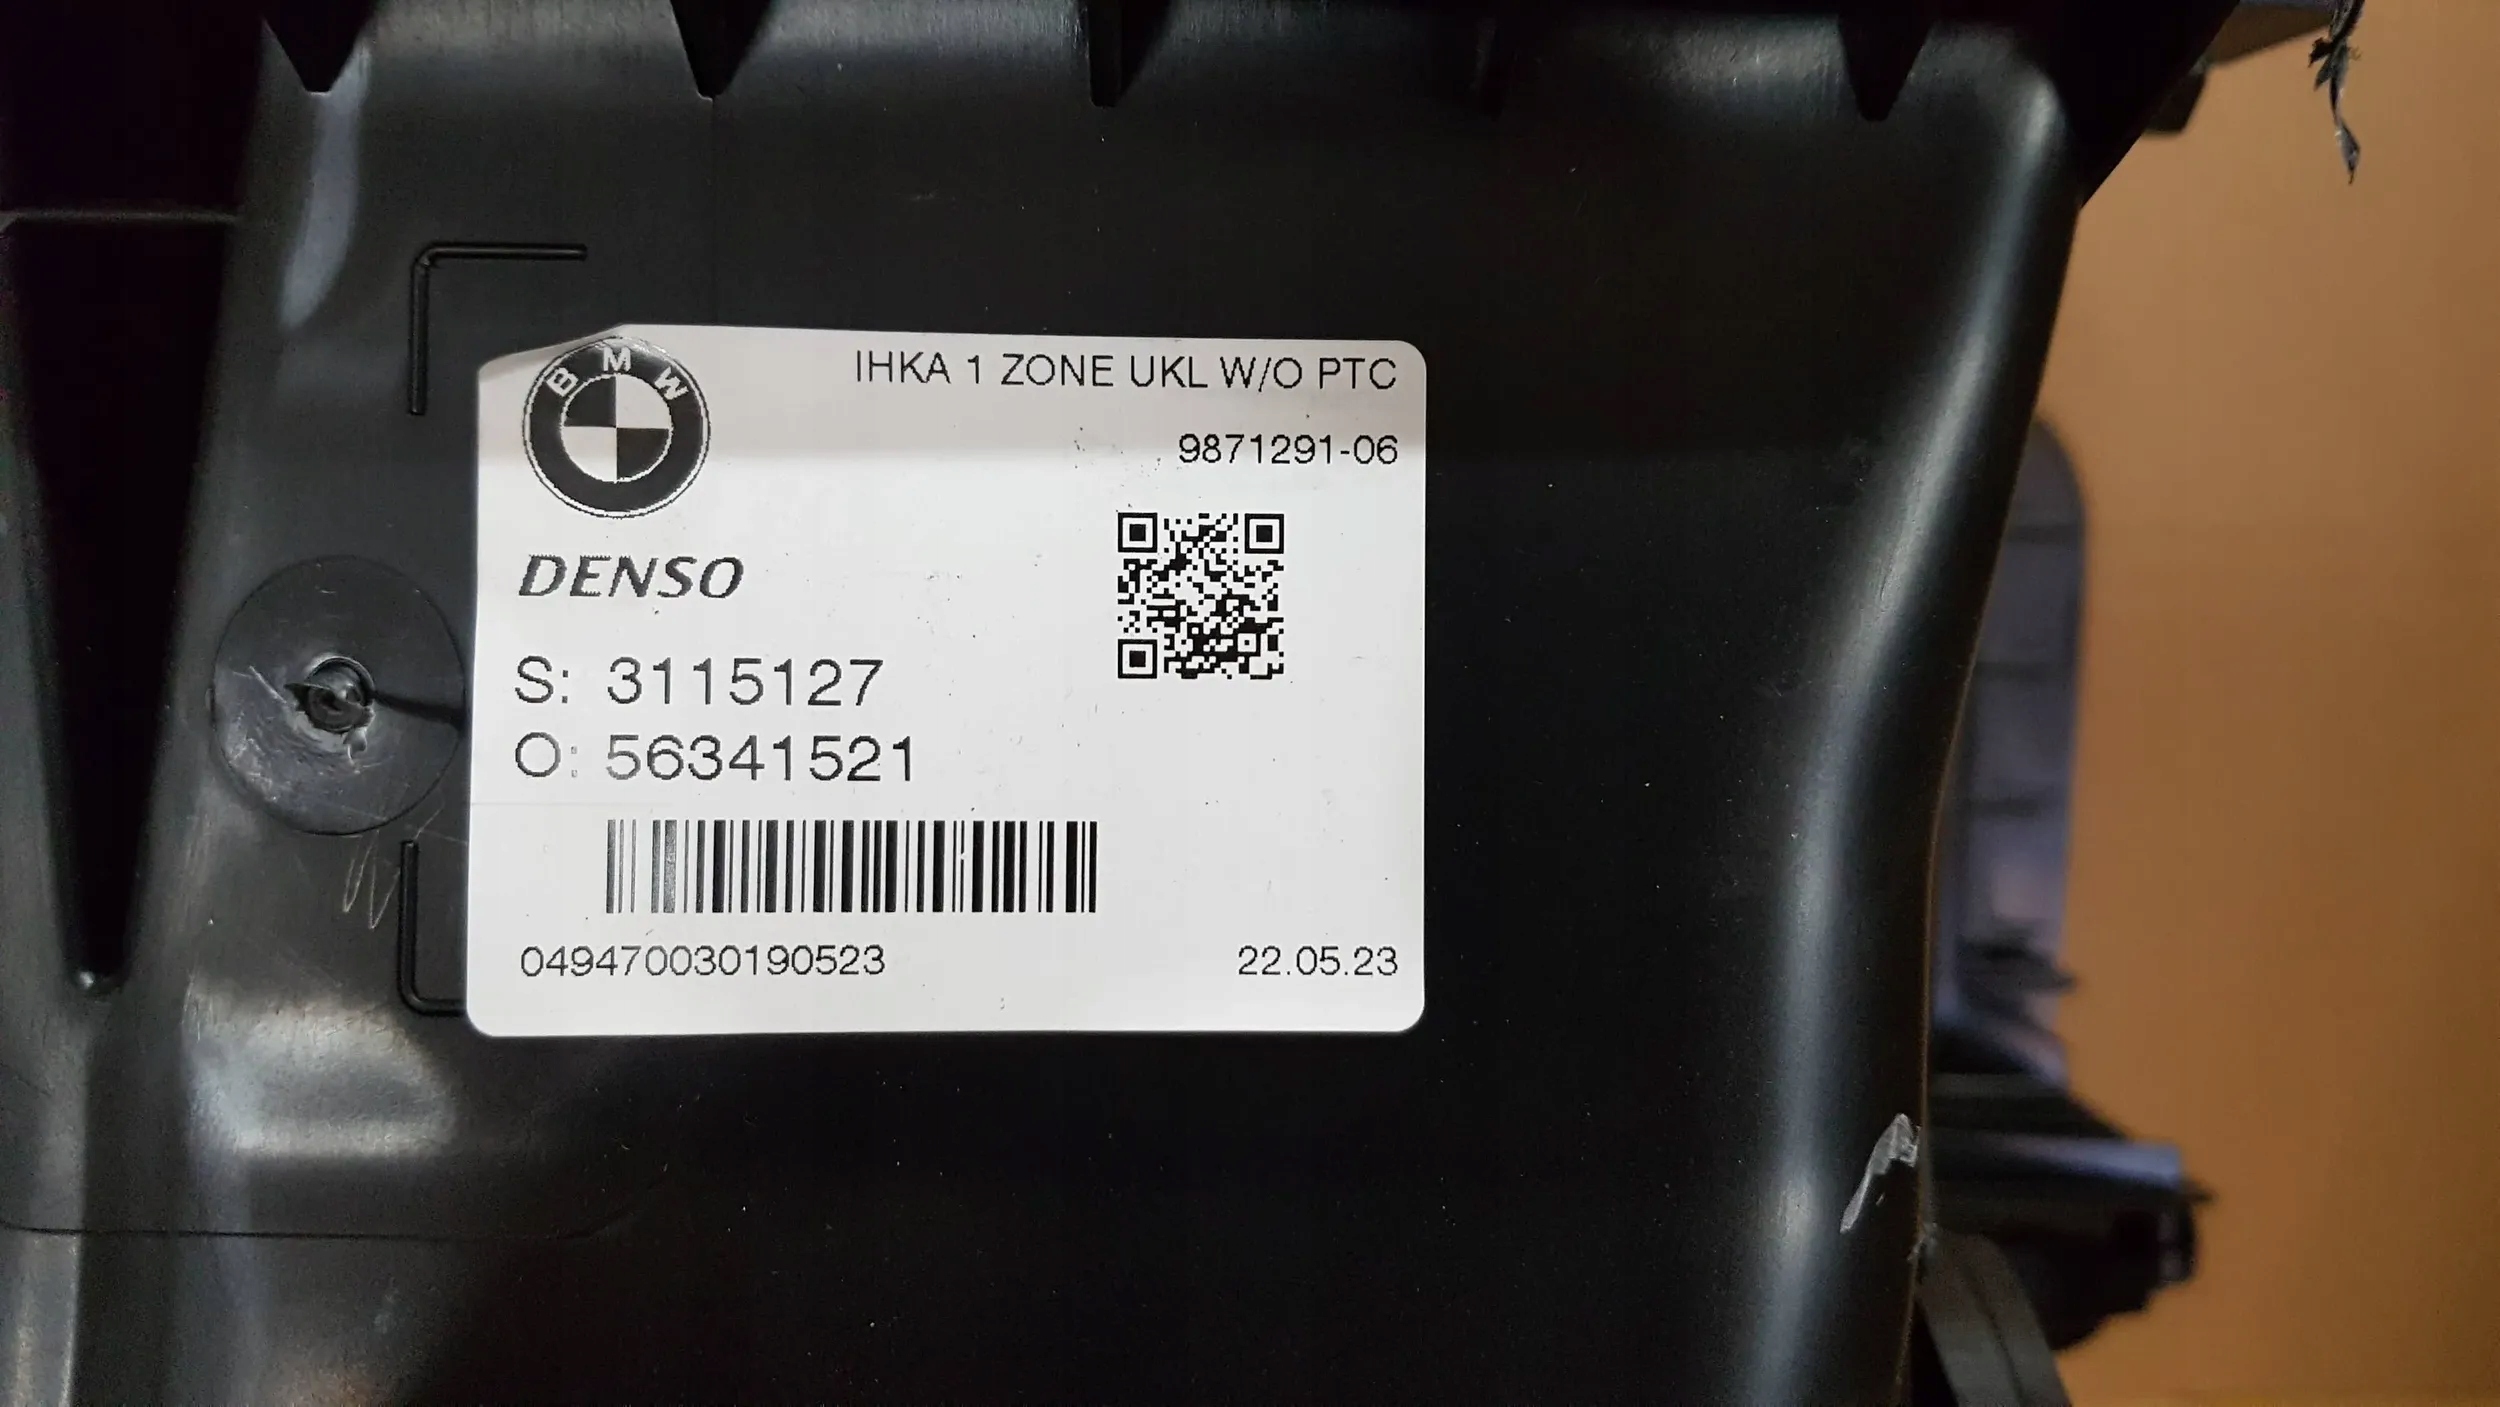 BMW
IHKA 1 ZONE UKL W/O PTC
9871291-06
DENSO
S: 3115127
O: 56341521
049470030190523
22.05.23